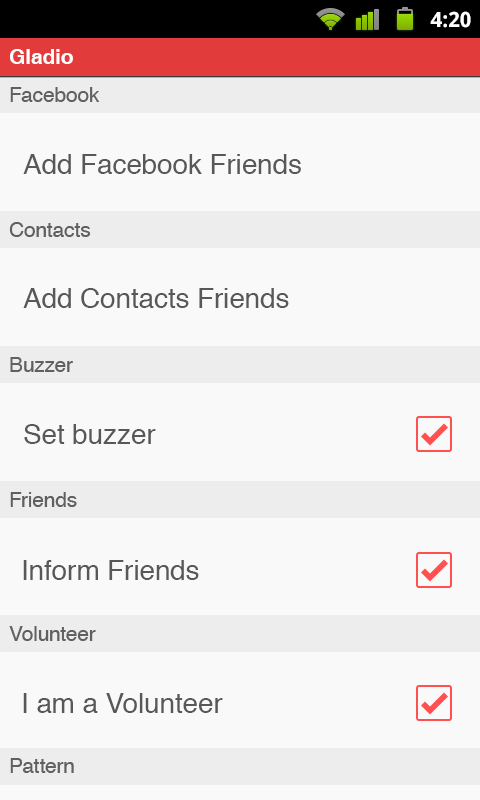 4:20
Gladio
Facebook
Add Facebook Friends
Contacts
Add Contacts Friends
Buzzer
Set buzzer
Friends
Inform Friends
Volunteer
I am a Volunteer
Pattern